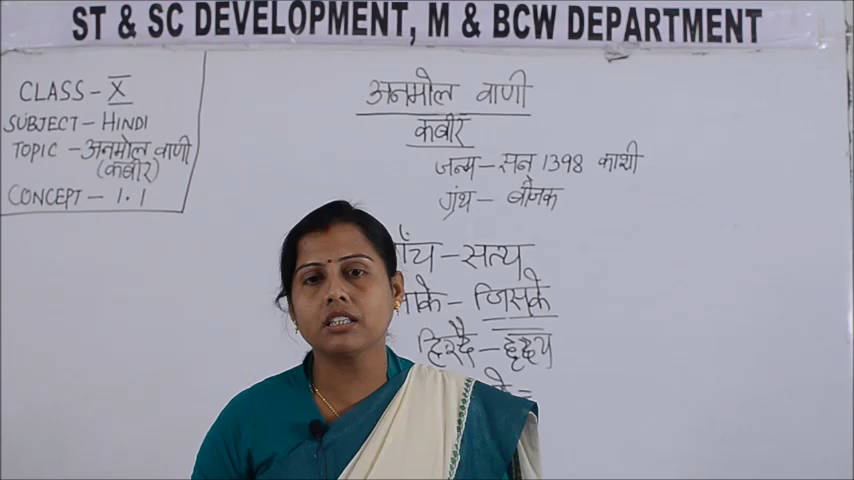 ST & SC DEVELOPMENT, M & BCW DEPARTMENT
CLASS - X
SUBJECT - HINDI
TOPIC - अनमोल वाणी
(कबीर)
CONCEPT - 1.1
अनमोल वाणी
कबीर
जन्म - सन् 1398 काशी
ग्रंथ - बीजक
- सत्य
- जिसके
हिरदै - हृदय